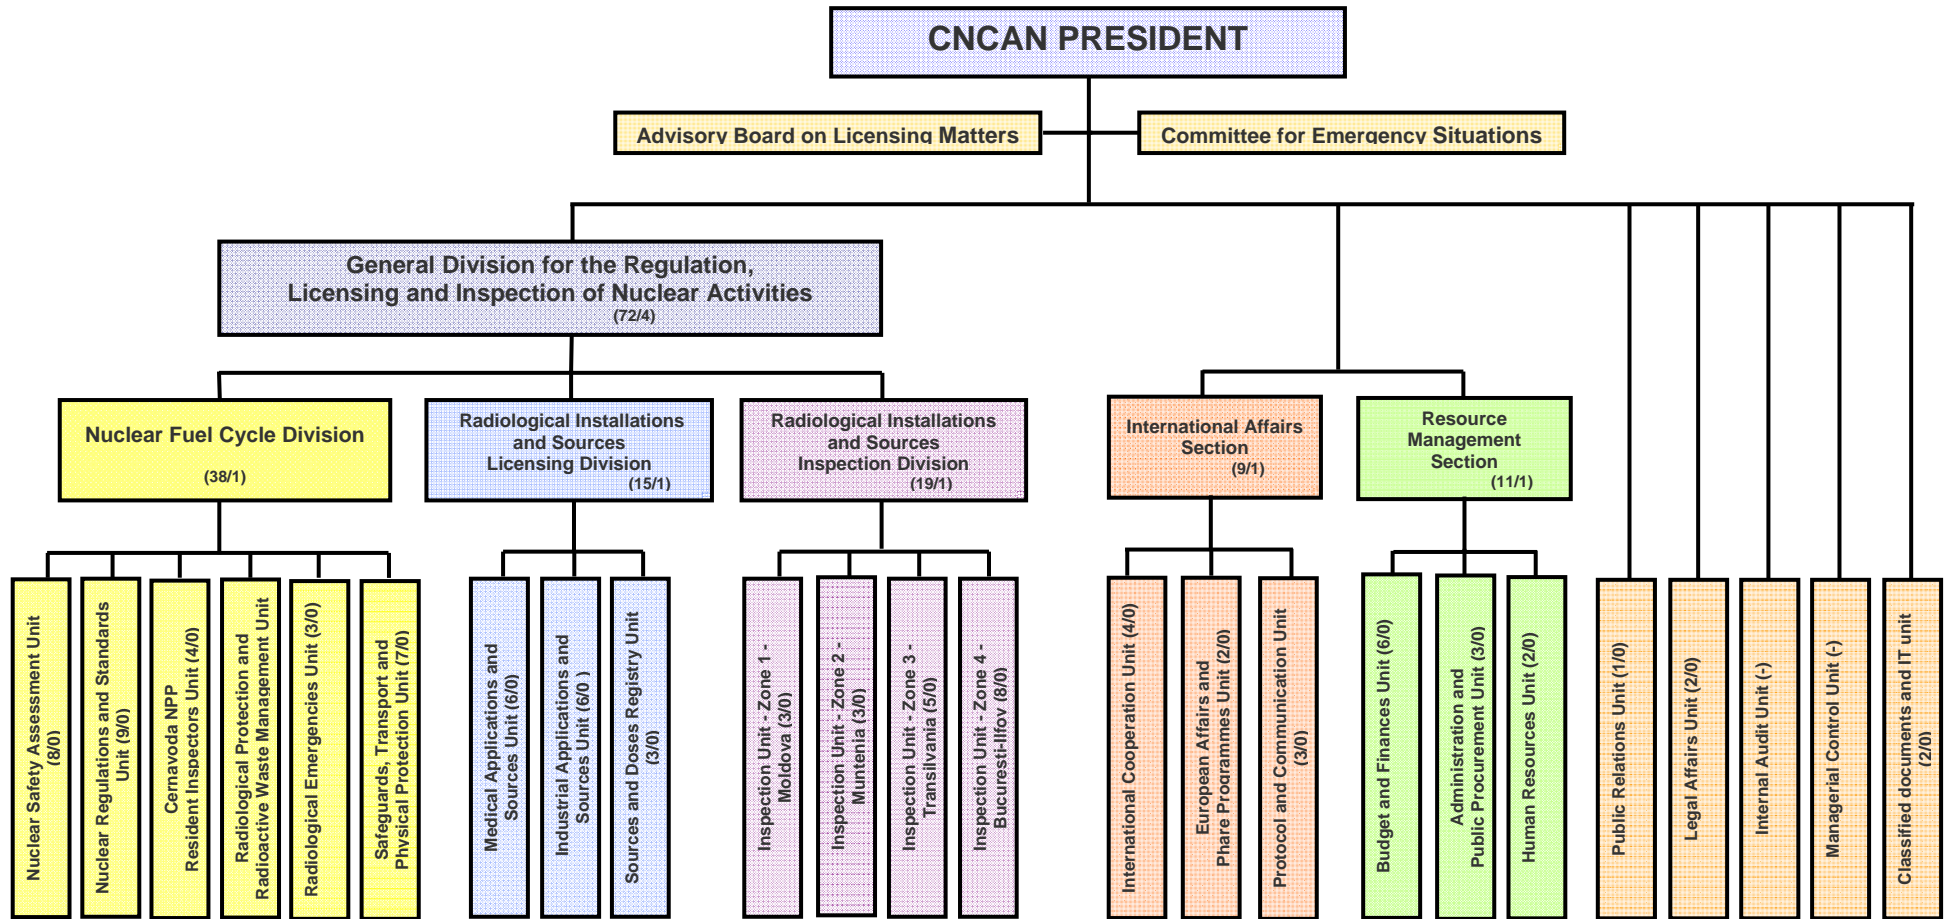 CNCAN PRESIDENT
Advisory Board on Licensing Matters
Committee for Emergency Situations
General Division for the Regulation,
Licensing and Inspection of Nuclear Activities
(72/4)
Nuclear Fuel Cycle Division
(38/1)
Radiological Installations
and Sources
Licensing Division
(15/1)
Radiological Installations
and Sources
Inspection Division
(19/1)
International Affairs
Section
(9/1)
Resource
Management
Section
(11/1)
Nuclear Safety Assessment Unit
(8/0)
Nuclear Regulations and Standards
Unit (9/0)
Cernavoda NPP
Resident Inspectors Unit (4/0)
Radiological Protection and
Radioactive Waste Management Unit
Radiological Emergencies Unit (3/0)
Safeguards, Transport and
Physical Protection Unit (7/0)
Medical Applications and
Sources Unit (6/0)
Industrial Applications and
Sources Unit (6/0 )
Sources and Doses Registry Unit
(3/0)
Inspection Unit - Zone 1 -
Moldova (3/0)
Inspection Unit - Zone 2 -
Muntenia (3/0)
Inspection Unit - Zone 3 -
Transilvania (5/0)
Inspection Unit - Zone 4 -
Bucuresti-Ilfov (8/0)
International Cooperation Unit (4/0)
European Affairs and
Phare Programmes Unit (2/0)
Protocol and Communication Unit
(3/0)
Budget and Finances Unit (6/0)
Administration and
Public Procurement Unit (3/0)
Human Resources Unit (2/0)
Public Relations Unit (1/0)
Legal Affairs Unit (2/0)
Internal Audit Unit (-)
Managerial Control Unit (-)
Classified documents and IT unit
(2/0)